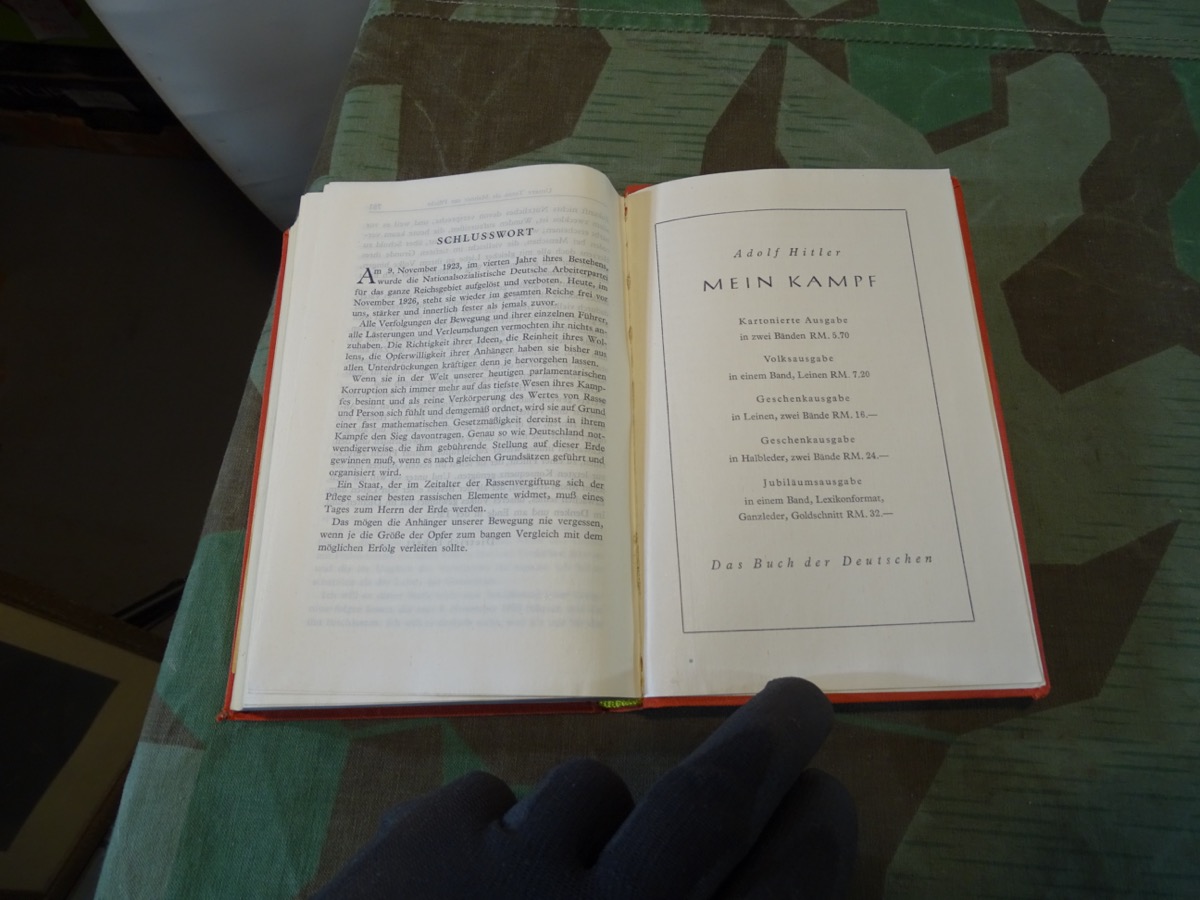 SCHLUSSWORT
Am 9. November 1923, im vierten Jahre ihres Bestehens,
wurde die Nationalsozialistische Deutsche Arbeiterpartei
für das ganze Reichsgebiet aufgelöst und verboten. Heute, im
November 1926, steht sie wieder im gesamten Reiche frei vor
uns, stärker und innerlich fester als jemals zuvor.
Alle Verfolgungen der Bewegung und ihrer einzelnen Führer,
alle Lästerungen und Verleumdungen vermochten ihr nichts an-
zuhaben. Die Richtigkeit ihrer Ideen, die Reinheit ihres Wol-
lens, die Opferwilligkeit ihrer Anhänger haben sie bisher aus
allen Unterdrückungen kräftiger denn je hervorgehen lassen.
Wenn sie in der Welt unserer heutigen parlamentarischen
Korruption sich immer mehr auf das tiefste Wesen ihres Kamp-
fes besinnt und als reine Verkörperung des Wertes von Rasse
und Person sich fühlt und demgemäß ordnet, wird sie auf Grund
einer fast mathematischen Gesetzmäßigkeit dereinst in ihrem
Kampfe den Sieg davontragen. Genau so wie Deutschland not-
wendigerweise die ihm gebührende Stellung auf dieser Erde
gewinnen muß, wenn es nach gleichen Grundsätzen geführt und
organisiert wird.
Ein Staat, der im Zeitalter der Rassenvergiftung sich der
Pflege seiner besten rassischen Elemente widmet, muß eines
Tages zum Herrn der Erde werden.
Das mögen die Anhänger unserer Bewegung nie vergessen,
wenn je die Größe der Opfer zum bangen Vergleich mit dem
möglichen Erfolg verleiten sollte.
Adolf Hitler
MEIN KAMPF
Kartonierte Ausgabe
in zwei Bänden RM. 5.70
Volksausgabe
in einem Band, Leinen RM. 7.20
Geschenkausgabe
in Leinen, zwei Bände RM. 16.—
Geschenkausgabe
in Halbleder, zwei Bände RM. 24.—
Jubiläumsausgabe
in einem Band, Lexikonformat,
Ganzleder, Goldschnitt RM. 32.—
Das Buch der Deutschen